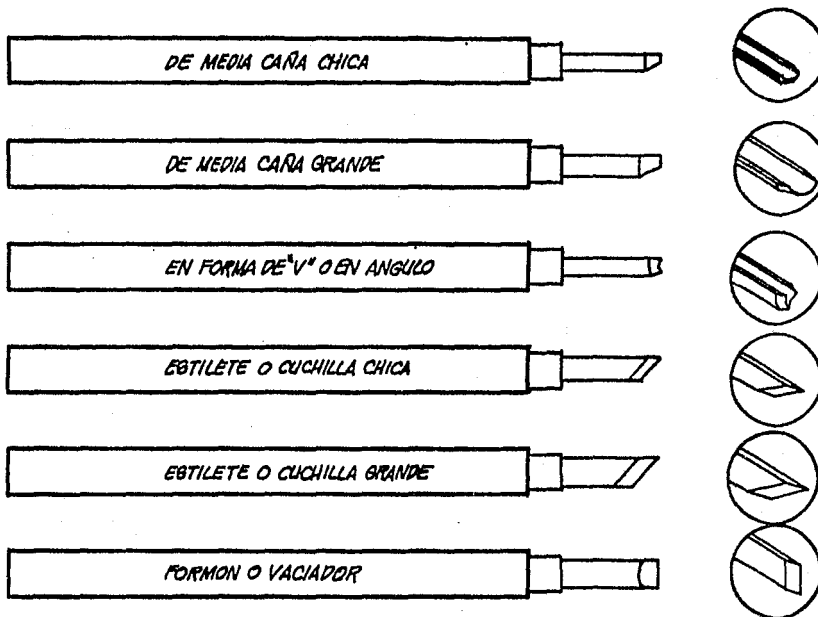 DE MEDIA CAÑA CHICA
DE MEDIA CAÑA GRANDE
EN FORMA DE "V" O EN ANGULO
ESTILETE O CUCHILLA CHICA
ESTILETE O CUCHILLA GRANDE
FORMON O VACIADOR